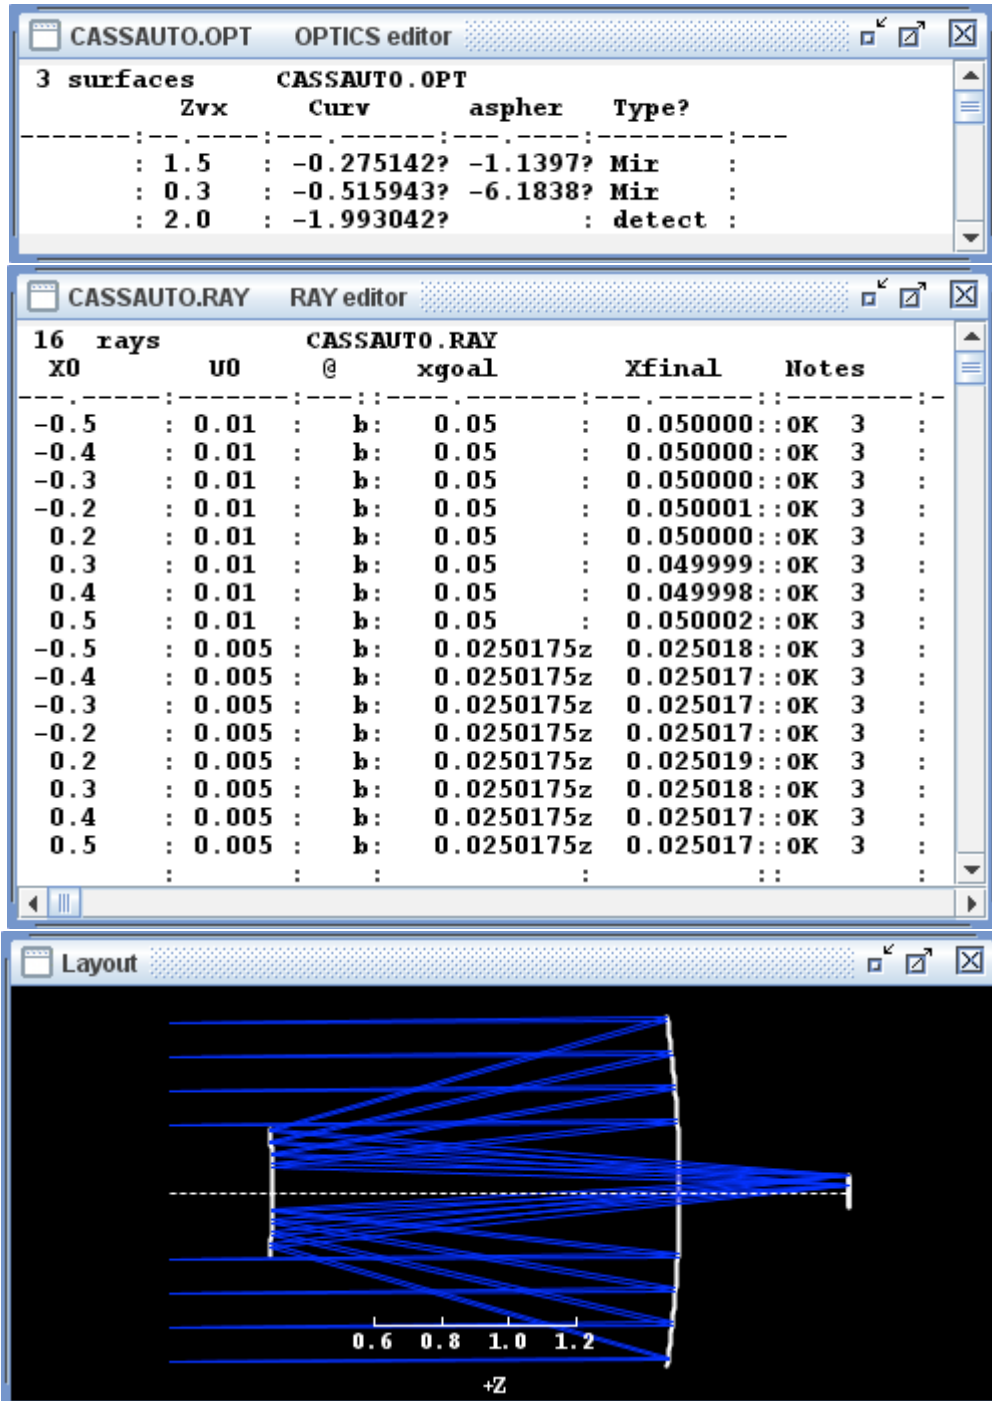 CASSAUTO.OPT OPTICS editor
3 surfaces CASSAUTO.OPT
Zvx Curv aspher Type?
-------:--.----:---.------:---.----:--------:---
: 1.5 : -0.275142? -1.1397? Mir :
: 0.3 : -0.515943? -6.1838? Mir :
: 2.0 : -1.993042? : detect :
CASSAUTO.RAY RAY editor
16 rays CASSAUTO.RAY
X0 U0 @ xgoal Xfinal Notes
---.-----:-------:---::----.-------:---.------::--------:-
-0.5 : 0.01 : b: 0.05 : 0.050000::OK 3 :
-0.4 : 0.01 : b: 0.05 : 0.050000::OK 3 :
-0.3 : 0.01 : b: 0.05 : 0.050000::OK 3 :
-0.2 : 0.01 : b: 0.05 : 0.050001::OK 3 :
0.2 : 0.01 : b: 0.05 : 0.050000::OK 3 :
0.3 : 0.01 : b: 0.05 : 0.049999::OK 3 :
0.4 : 0.01 : b: 0.05 : 0.049998::OK 3 :
0.5 : 0.01 : b: 0.05 : 0.050002::OK 3 :
-0.5 : 0.005 : b: 0.0250175z 0.025018::OK 3 :
-0.4 : 0.005 : b: 0.0250175z 0.025017::OK 3 :
-0.3 : 0.005 : b: 0.0250175z 0.025017::OK 3 :
-0.2 : 0.005 : b: 0.0250175z 0.025017::OK 3 :
0.2 : 0.005 : b: 0.0250175z 0.025019::OK 3 :
0.3 : 0.005 : b: 0.0250175z 0.025018::OK 3 :
0.4 : 0.005 : b: 0.0250175z 0.025017::OK 3 :
0.5 : 0.005 : b: 0.0250175z 0.025017::OK 3 :
: : : : :: :
Layout
0.6 0.8 1.0 1.2
+Z